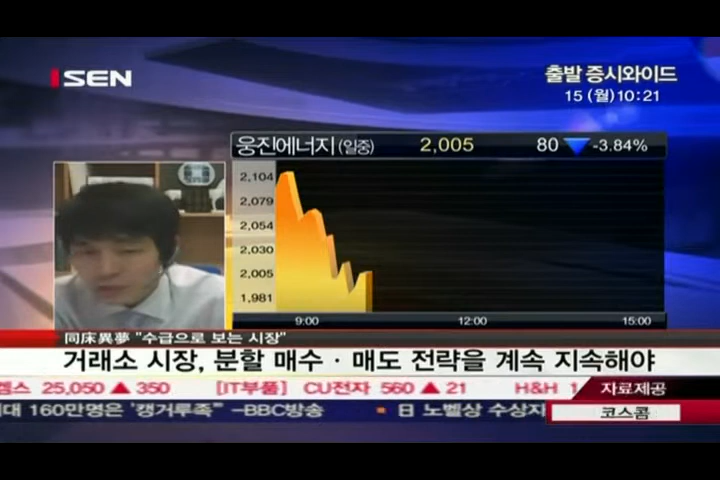 SEN
출발 증시와이드
15 (월) 10:21
웅진에너지 (일중) 2,005 80 ▼ -3.84%
2,104
2,079
2,054
2,030
2,005
1,981
9:00 12:00 15:00
同床異夢 "수급으로 보는 시장"
거래소 시장, 분할 매수 · 매도 전략을 계속 지속해야
엠스 25,050 ▲ 350 [IT부품] CU전자 560 ▲ 21 H&H 1
자료제공
대 160만명은 '캥거루족" -BBC방송 ▪ 日 노벨상 수상자
코스콤